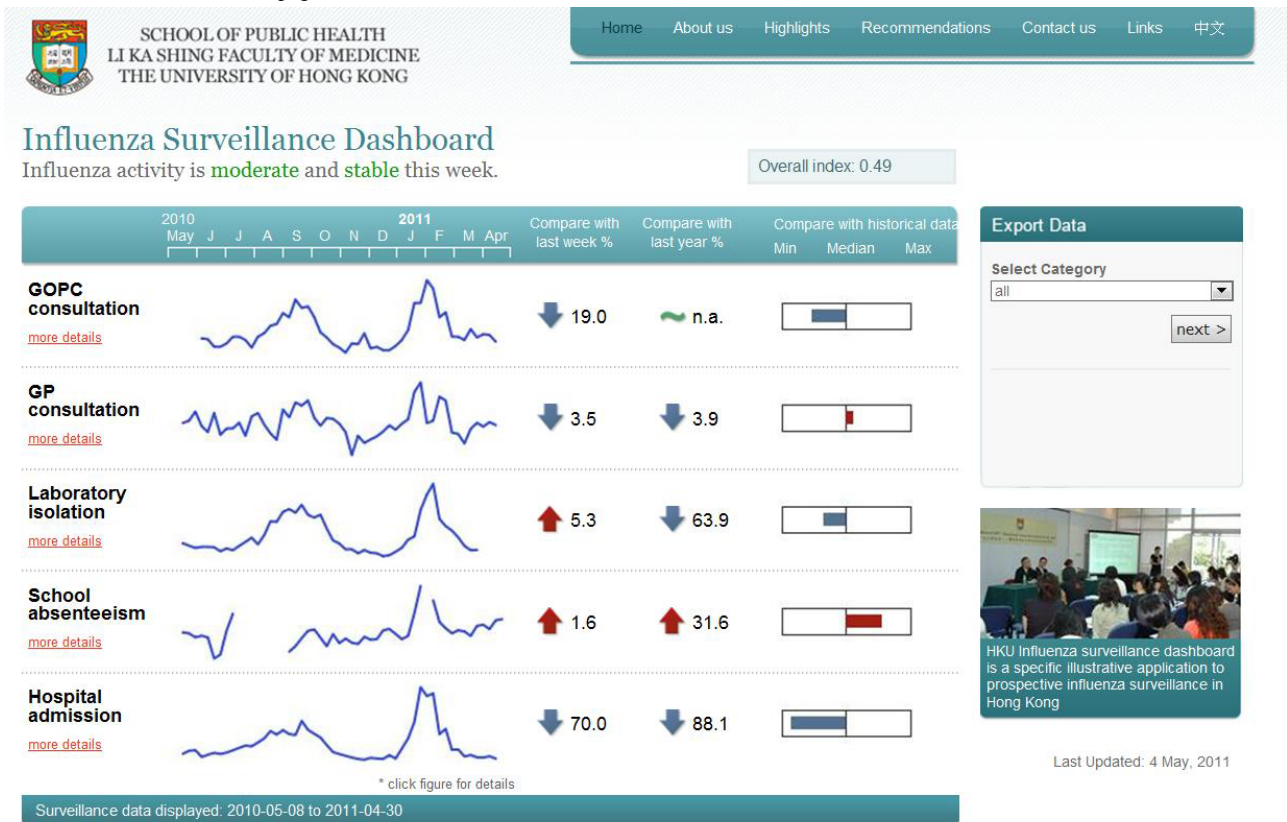 SCHOOL OF PUBLIC HEALTH
LI KA SHING FACULTY OF MEDICINE
THE UNIVERSITY OF HONG KONG
Home About us Highlights Recommendations Contact us Links 中文
Influenza Surveillance Dashboard
Influenza activity is moderate and stable this week.
Overall index: 0.49
2010 2011
May J J A S O N D J F M Apr
Compare with
last week %
Compare with
last year %
Compare with historical data
Min Median Max
GOPC
consultation
more details
19.0
n.a.
GP
consultation
more details
3.5
3.9
Laboratory
isolation
more details
5.3
63.9
School
absenteeism
more details
1.6
31.6
Hospital
admission
more details
70.0
88.1
* click figure for details
Surveillance data displayed: 2010-05-08 to 2011-04-30
Export Data
Select Category
all
next >
HKU Influenza surveillance dashboard
is a specific illustrative application to
prospective influenza surveillance in
Hong Kong
Last Updated: 4 May, 2011